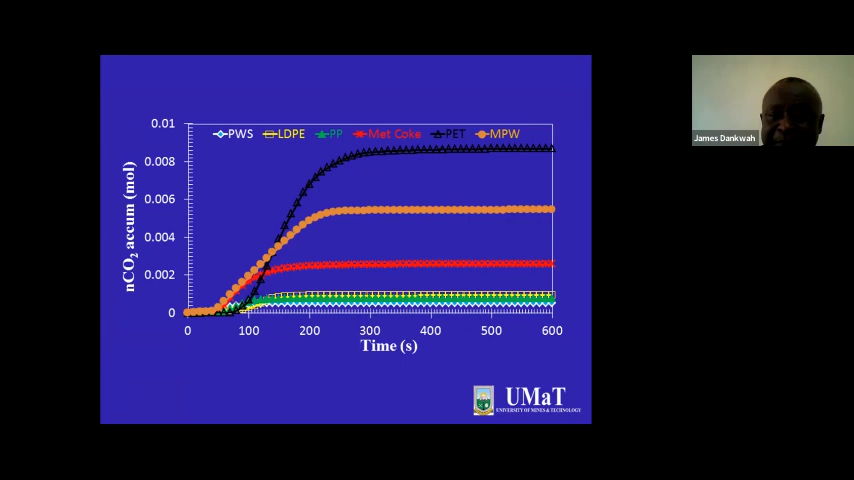 0.01
0.008
0.006
0.004
0.002
0
nCO2 accum (mol)
PWS LDPE PP Met Coke PET MPW
0 100 200 300 400 500 600
Time (s)
UMaT
UNIVERSITY OF MINES & TECHNOLOGY
James Dankwah